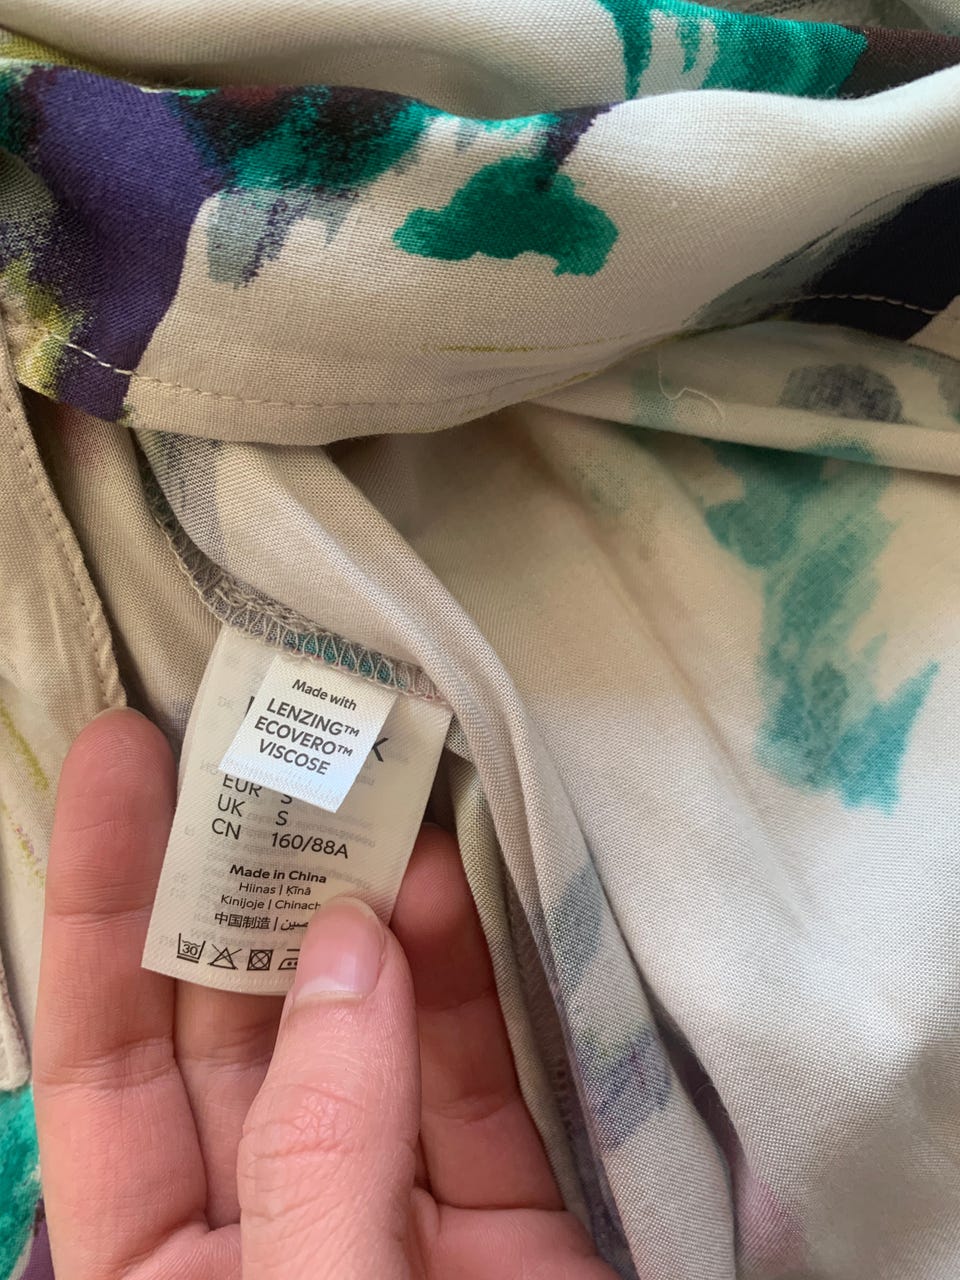 Made with
LENZING™
ECOVERO™
VISCOSE
K
EUR S
UK S
CN 160/88A
Made in China
Hiinas | Ķīnā
Kinijoje | Chinach
中国制造 |
30